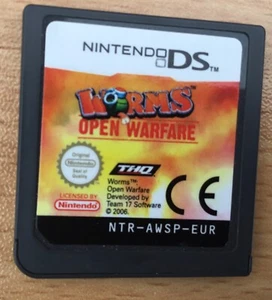 NINTENDO DS™
WORMS
OPEN WARFARE
Original
Nintendo
Seal of
Quality
LICENSED BY
Nintendo
THQ
Worms™:
Open Warfare
Developed by
Team 17 Software
© 2006.
CE
NTR-AWSP-EUR